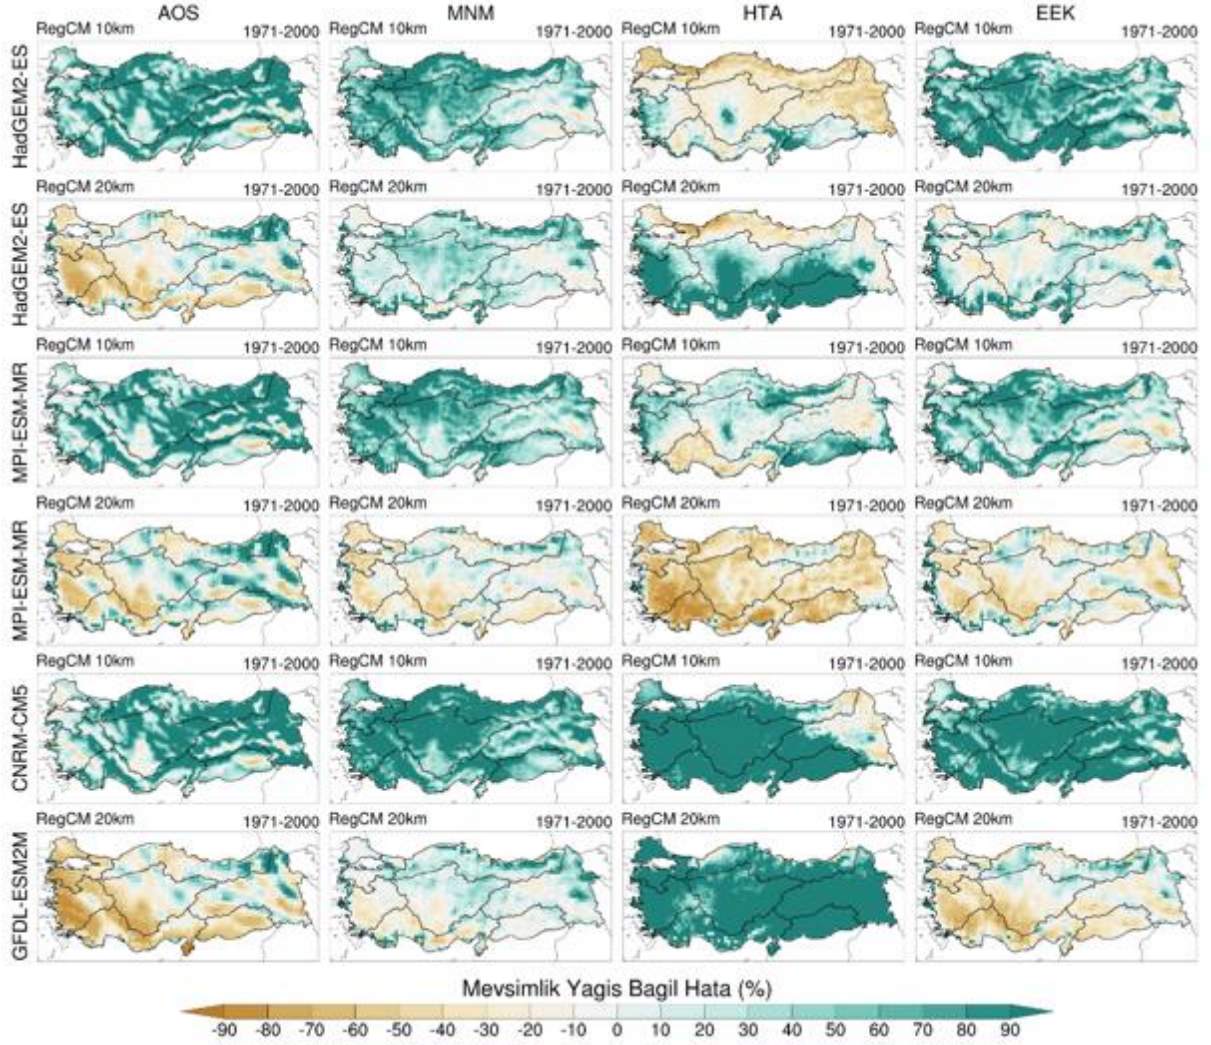 AOS MNM HTA EEK
RegCM 10km 1971-2000 RegCM 10km 1971-2000 RegCM 10km 1971-2000 RegCM 10km 1971-2000
HadGEM2-ES
RegCM 20km 1971-2000 RegCM 20km 1971-2000 RegCM 20km 1971-2000 RegCM 20km 1971-2000
HadGEM2-ES
RegCM 10km 1971-2000 RegCM 10km 1971-2000 RegCM 10km 1971-2000 RegCM 10km 1971-2000
MPI-ESM-MR
RegCM 20km 1971-2000 RegCM 20km 1971-2000 RegCM 20km 1971-2000 RegCM 20km 1971-2000
MPI-ESM-MR
RegCM 10km 1971-2000 RegCM 10km 1971-2000 RegCM 10km 1971-2000 RegCM 10km 1971-2000
CNRM-CM5
RegCM 20km 1971-2000 RegCM 20km 1971-2000 RegCM 20km 1971-2000 RegCM 20km 1971-2000
GFDL-ESM2M
Mevsimlik Yagis Bagil Hata (%)
-90 -80 -70 -60 -50 -40 -30 -20 -10 0 10 20 30 40 50 60 70 80 90